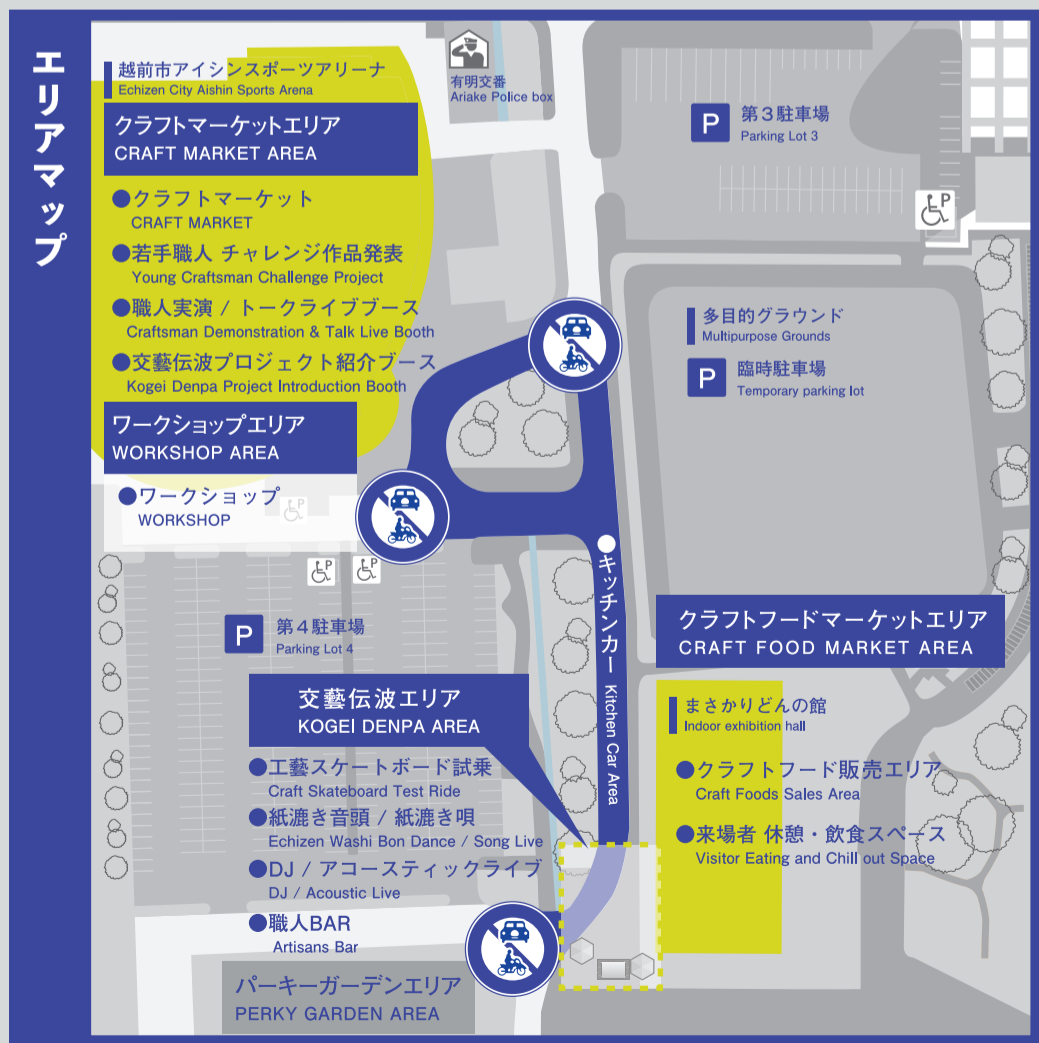 エリアマップ
越前市アイシンスポーツアリーナ
Echizen City Aishin Sports Arena
クラフトマーケットエリア
CRAFT MARKET AREA
●クラフトマーケット
CRAFT MARKET
●若手職人 チャレンジ作品発表
Young Craftsman Challenge Project
●職人実演 / トークライブブース
Craftsman Demonstration & Talk Live Booth
●交藝伝波プロジェクト紹介ブース
Kogei Denpa Project Introduction Booth
ワークショップエリア
WORKSHOP AREA
●ワークショップ
WORKSHOP
有明交番
Ariake Police box
P
第3駐車場
Parking Lot 3
P
多目的グラウンド
Multipurpose Grounds
P
臨時駐車場
Temporary parking lot
P
P
P
P
第4駐車場
Parking Lot 4
●キッチンカー Kitchen Car Area
クラフトフードマーケットエリア
CRAFT FOOD MARKET AREA
まさかりどんの館
Indoor exhibition hall
●クラフトフード販売エリア
Craft Foods Sales Area
●来場者 休憩・飲食スペース
Visitor Eating and Chill out Space
交藝伝波エリア
KOGEI DENPA AREA
●工藝スケートボード試乗
Craft Skateboard Test Ride
●紙漉き音頭 / 紙漉き唄
Echizen Washi Bon Dance / Song Live
●DJ / アコースティックライブ
DJ / Acoustic Live
●職人BAR
Artisans Bar
パーキーガーデンエリア
PERKY GARDEN AREA